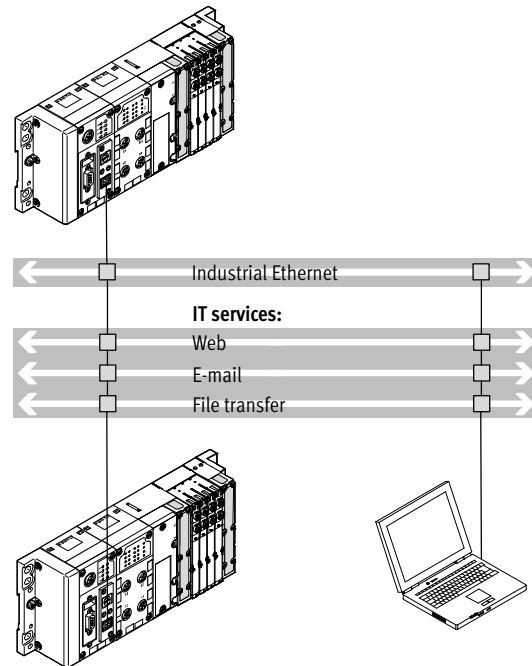 Industrial Ethernet
IT services:
Web
E-mail
File transfer